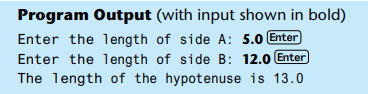 Program Output (with input shown in bold)
Enter the length of side A: 5.0 Enter
Enter the length of side B: 12.0 Enter
The length of the hypotenuse is 13.0